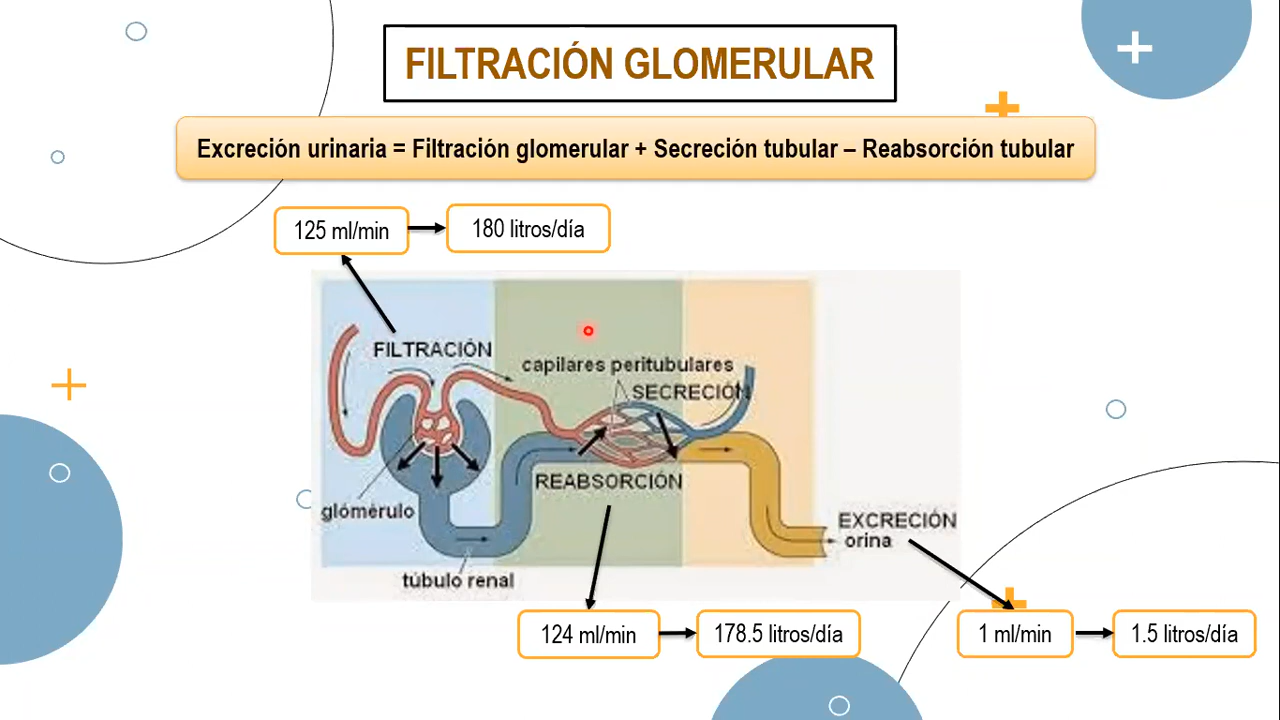 FILTRACIÓN GLOMERULAR
Excreción urinaria = Filtración glomerular + Secreción tubular – Reabsorción tubular
125 ml/min
180 litros/día
FILTRACIÓN
capilares peritubulares
SECRECIÓN
REABSORCIÓN
glómérulo
EXCRECIÓN
orina
túbulo renal
124 ml/min
178.5 litros/día
1 ml/min
1.5 litros/día